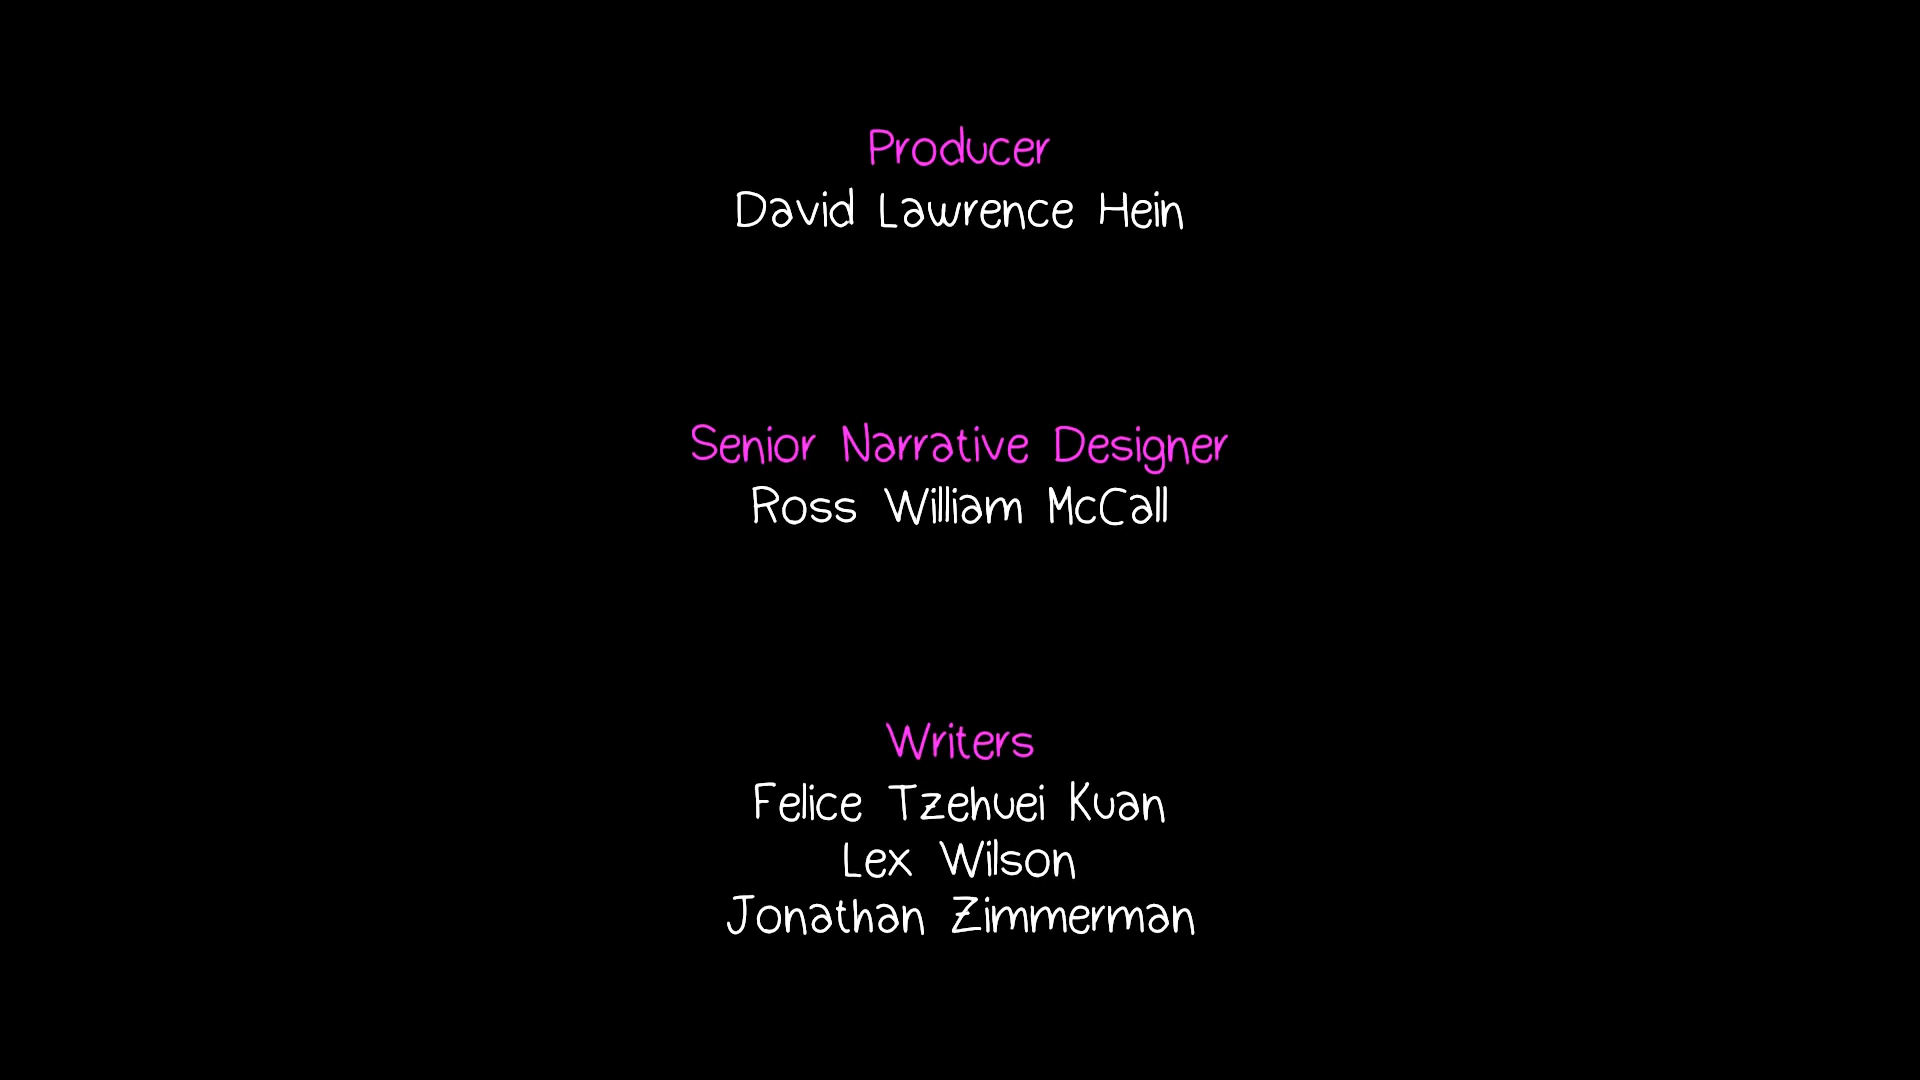 Producer
David Lawrence Hein
Senior Narrative Designer
Ross William McCall
Writers
Felice Tzehuei Kuan
Lex Wilson
Jonathan Zimmerman